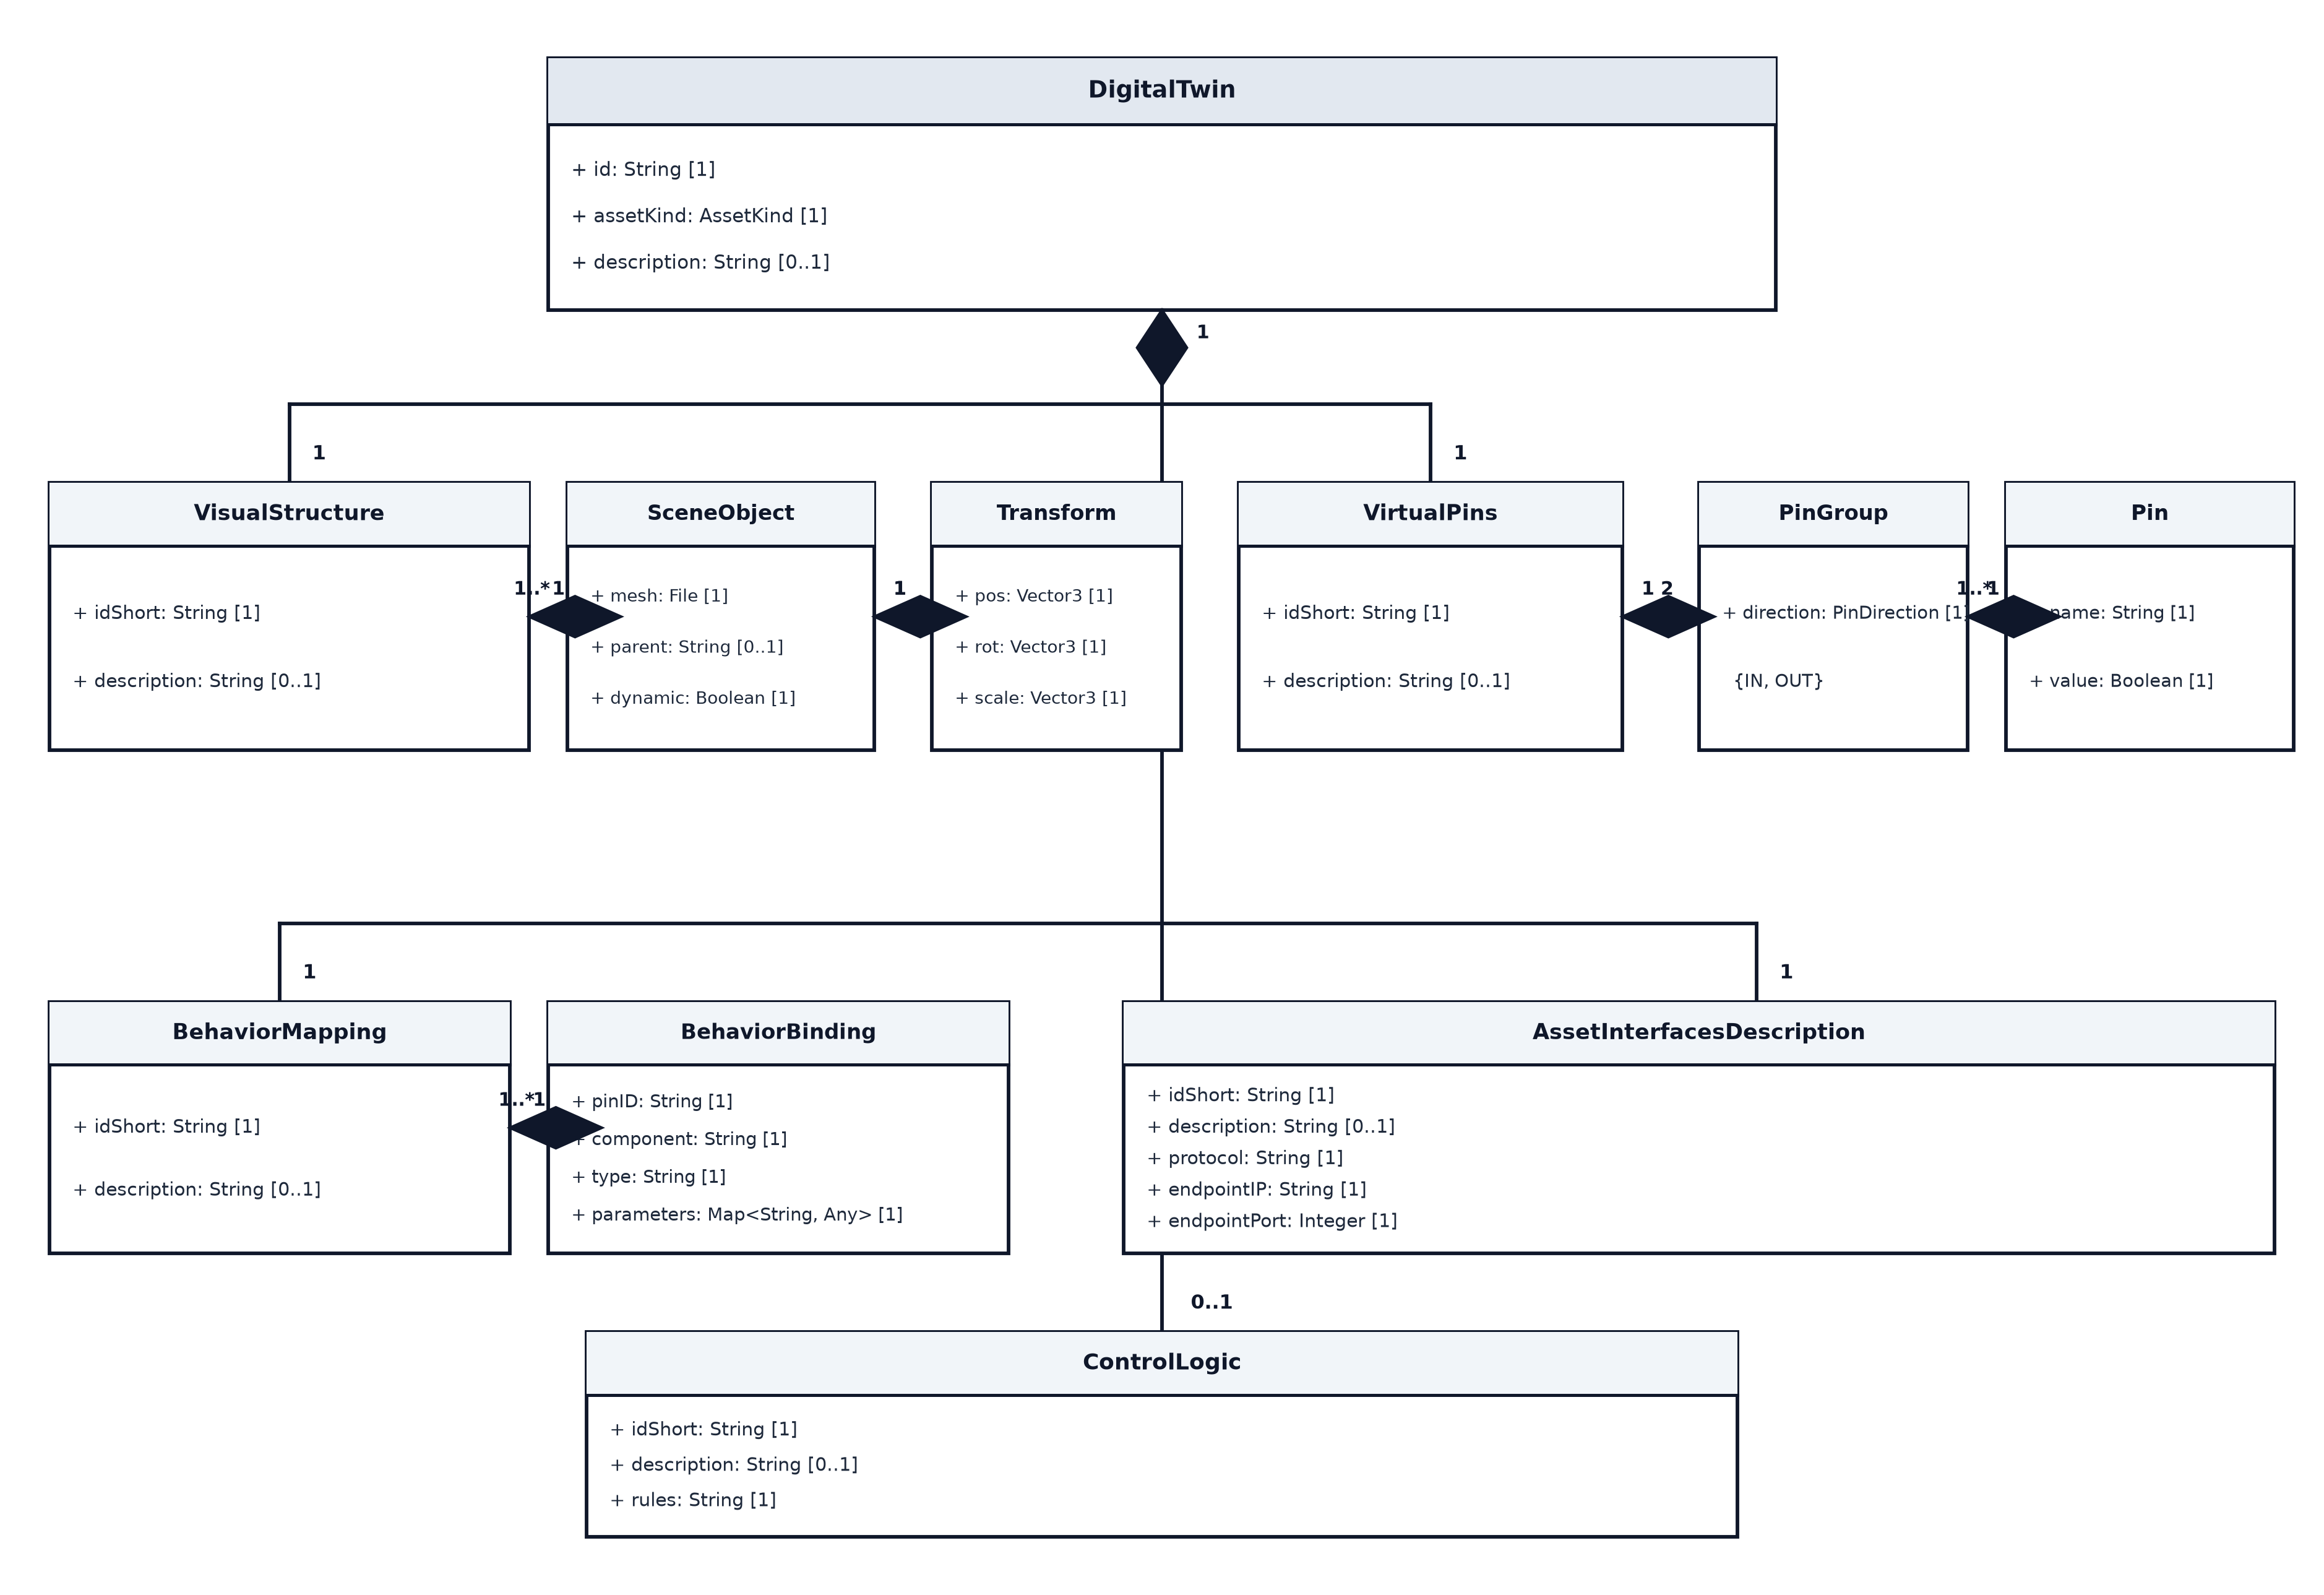 DigitalTwin
+ id: String [1]
+ assetKind: AssetKind [1]
+ description: String [0..1]
1
1
1
VisualStructure
+ idShort: String [1]
+ description: String [0..1]
1..*
1
SceneObject
+ mesh: File [1]
+ parent: String [0..1]
+ dynamic: Boolean [1]
1
Transform
+ pos: Vector3 [1]
+ rot: Vector3 [1]
+ scale: Vector3 [1]
VirtualPins
+ idShort: String [1]
+ description: String [0..1]
1
2
PinGroup
+ direction: PinDirection [1]
{IN, OUT}
1..*
1
Pin
name: String [1]
+ value: Boolean [1]
1
1
BehaviorMapping
+ idShort: String [1]
+ description: String [0..1]
1..*
1
BehaviorBinding
+ pinID: String [1]
+ component: String [1]
+ type: String [1]
+ parameters: Map<String, Any> [1]
AssetInterfacesDescription
+ idShort: String [1]
+ description: String [0..1]
+ protocol: String [1]
+ endpointIP: String [1]
+ endpointPort: Integer [1]
0..1
ControlLogic
+ idShort: String [1]
+ description: String [0..1]
+ rules: String [1]